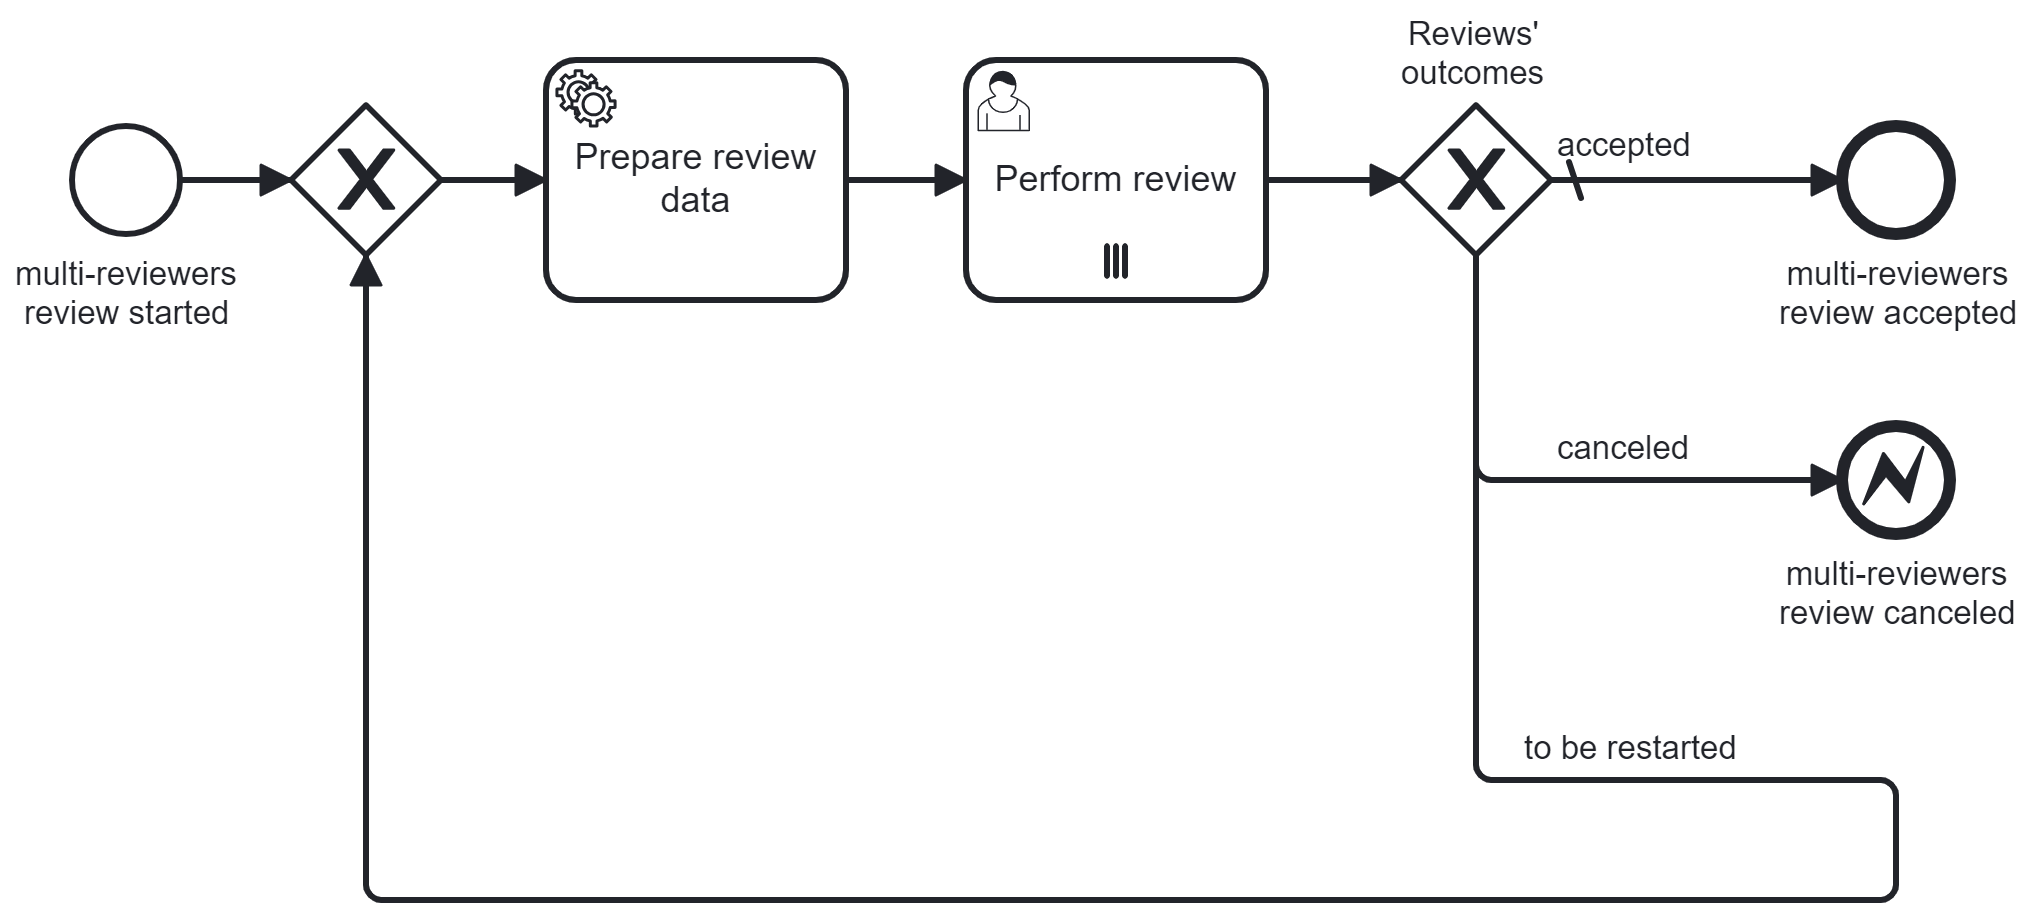 multi-reviewers
review started
Prepare review
data
Perform review
Reviews'
outcomes
accepted
multi-reviewers
review accepted
canceled
multi-reviewers
review canceled
to be restarted